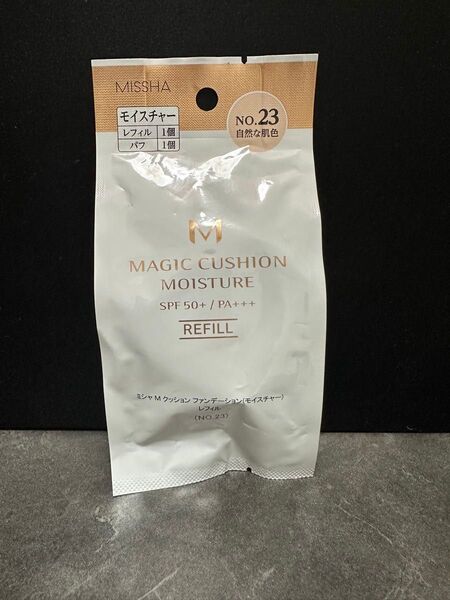 MISSHA
モイスチャー
レフィル 1個
パフ 1個
NO.23
自然な肌色
M
MAGIC CUSHION
MOISTURE
SPF 50+ / PA+++
REFILL
ミシャ M クッション ファンデーション(モイスチャー)
レフィル
(NO.23)